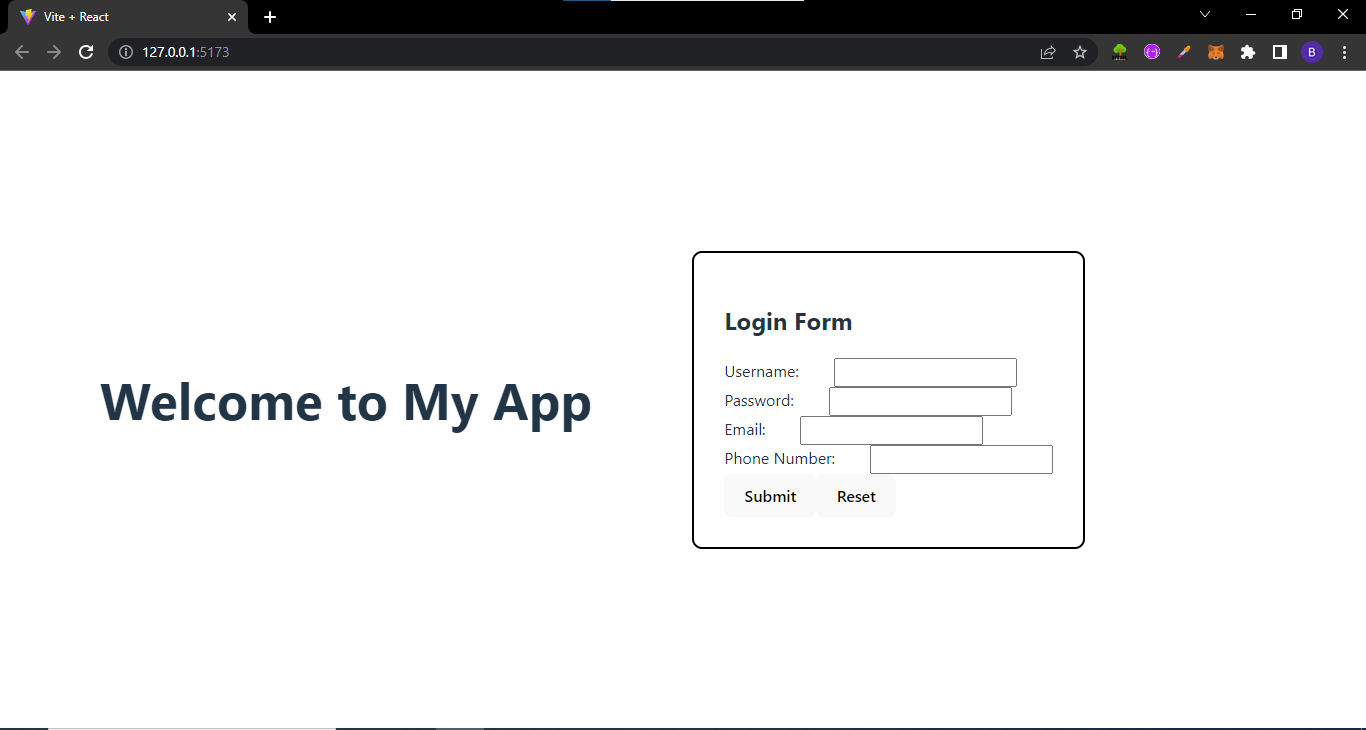 Vite + React
127.0.0.1:5173
B
Welcome to My App
Login Form
Username:
Password:
Email:
Phone Number:
Submit Reset